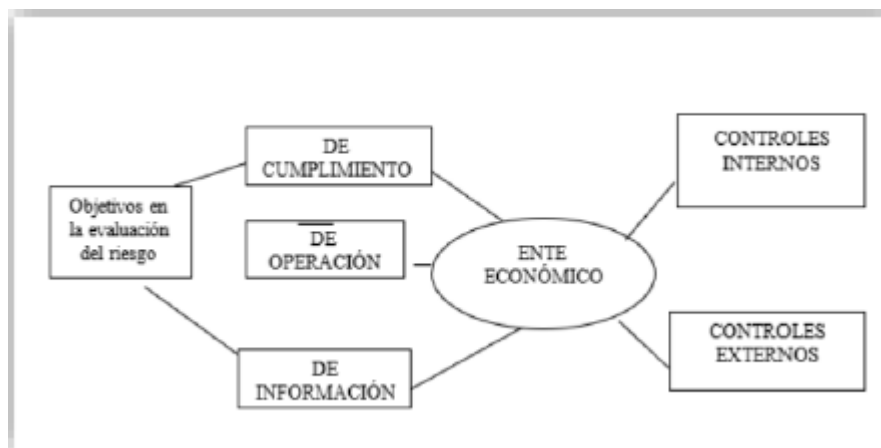 Objetivos en
la evaluación
del riesgo
DE
CUMPLIMIENTO
DE
OPERACIÓN
DE
INFORMACIÓN
ENTE
ECONÓMICO
CONTROLES
INTERNOS
CONTROLES
EXTERNOS